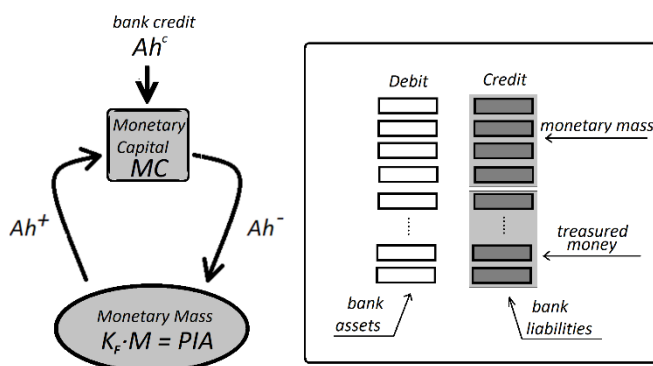 bank credit
Ahᶜ
Monetary
Capital
MC
Ah⁺
Ah⁻
Monetary Mass
K_F·M = PIA
Debit
Credit
monetary mass
treasured
money
bank
assets
bank
liabilities